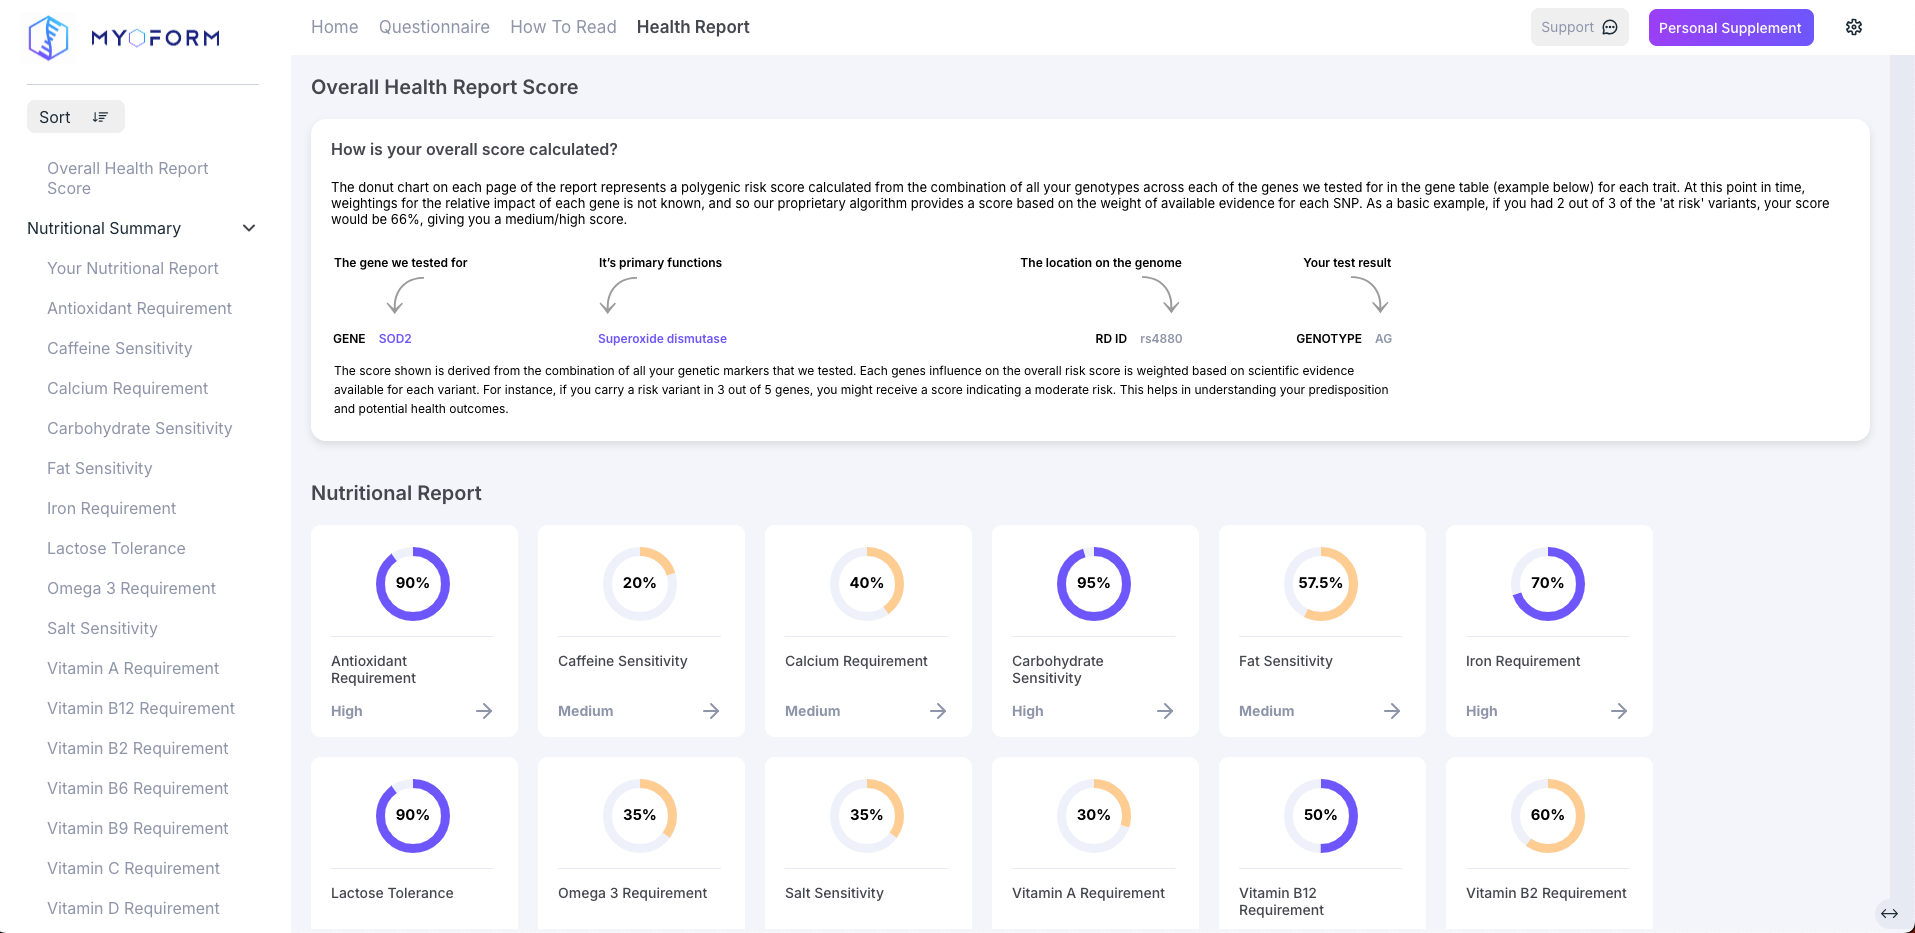 MYOFORM
Home Questionnaire How To Read Health Report
Support
Personal Supplement
Sort
Overall Health Report
Score
Nutritional Summary
Your Nutritional Report
Antioxidant Requirement
Caffeine Sensitivity
Calcium Requirement
Carbohydrate Sensitivity
Fat Sensitivity
Iron Requirement
Lactose Tolerance
Omega 3 Requirement
Salt Sensitivity
Vitamin A Requirement
Vitamin B12 Requirement
Vitamin B2 Requirement
Vitamin B6 Requirement
Vitamin B9 Requirement
Vitamin C Requirement
Vitamin D Requirement
Overall Health Report Score
How is your overall score calculated?
The donut chart on each page of the report represents a polygenic risk score calculated from the combination of all your genotypes across each of the genes we tested for in the gene table (example below) for each trait. At this point in time,
weightings for the relative impact of each gene is not known, and so our proprietary algorithm provides a score based on the weight of available evidence for each SNP. As a basic example, if you had 2 out of 3 of the 'at risk' variants, your score
would be 66%, giving you a medium/high score.
The gene we tested for It's primary functions The location on the genome Your test result
GENE SOD2 Superoxide dismutase RD ID rs4880 GENOTYPE AG
The score shown is derived from the combination of all your genetic markers that we tested. Each genes influence on the overall risk score is weighted based on scientific evidence
available for each variant. For instance, if you carry a risk variant in 3 out of 5 genes, you might receive a score indicating a moderate risk. This helps in understanding your predisposition
and potential health outcomes.
Nutritional Report
90%
Antioxidant
Requirement
High
20%
Caffeine Sensitivity
Medium
40%
Calcium Requirement
Medium
95%
Carbohydrate
Sensitivity
High
57.5%
Fat Sensitivity
Medium
70%
Iron Requirement
High
90%
Lactose Tolerance
35%
Omega 3 Requirement
35%
Salt Sensitivity
30%
Vitamin A Requirement
50%
Vitamin B12
Requirement
60%
Vitamin B2 Requirement